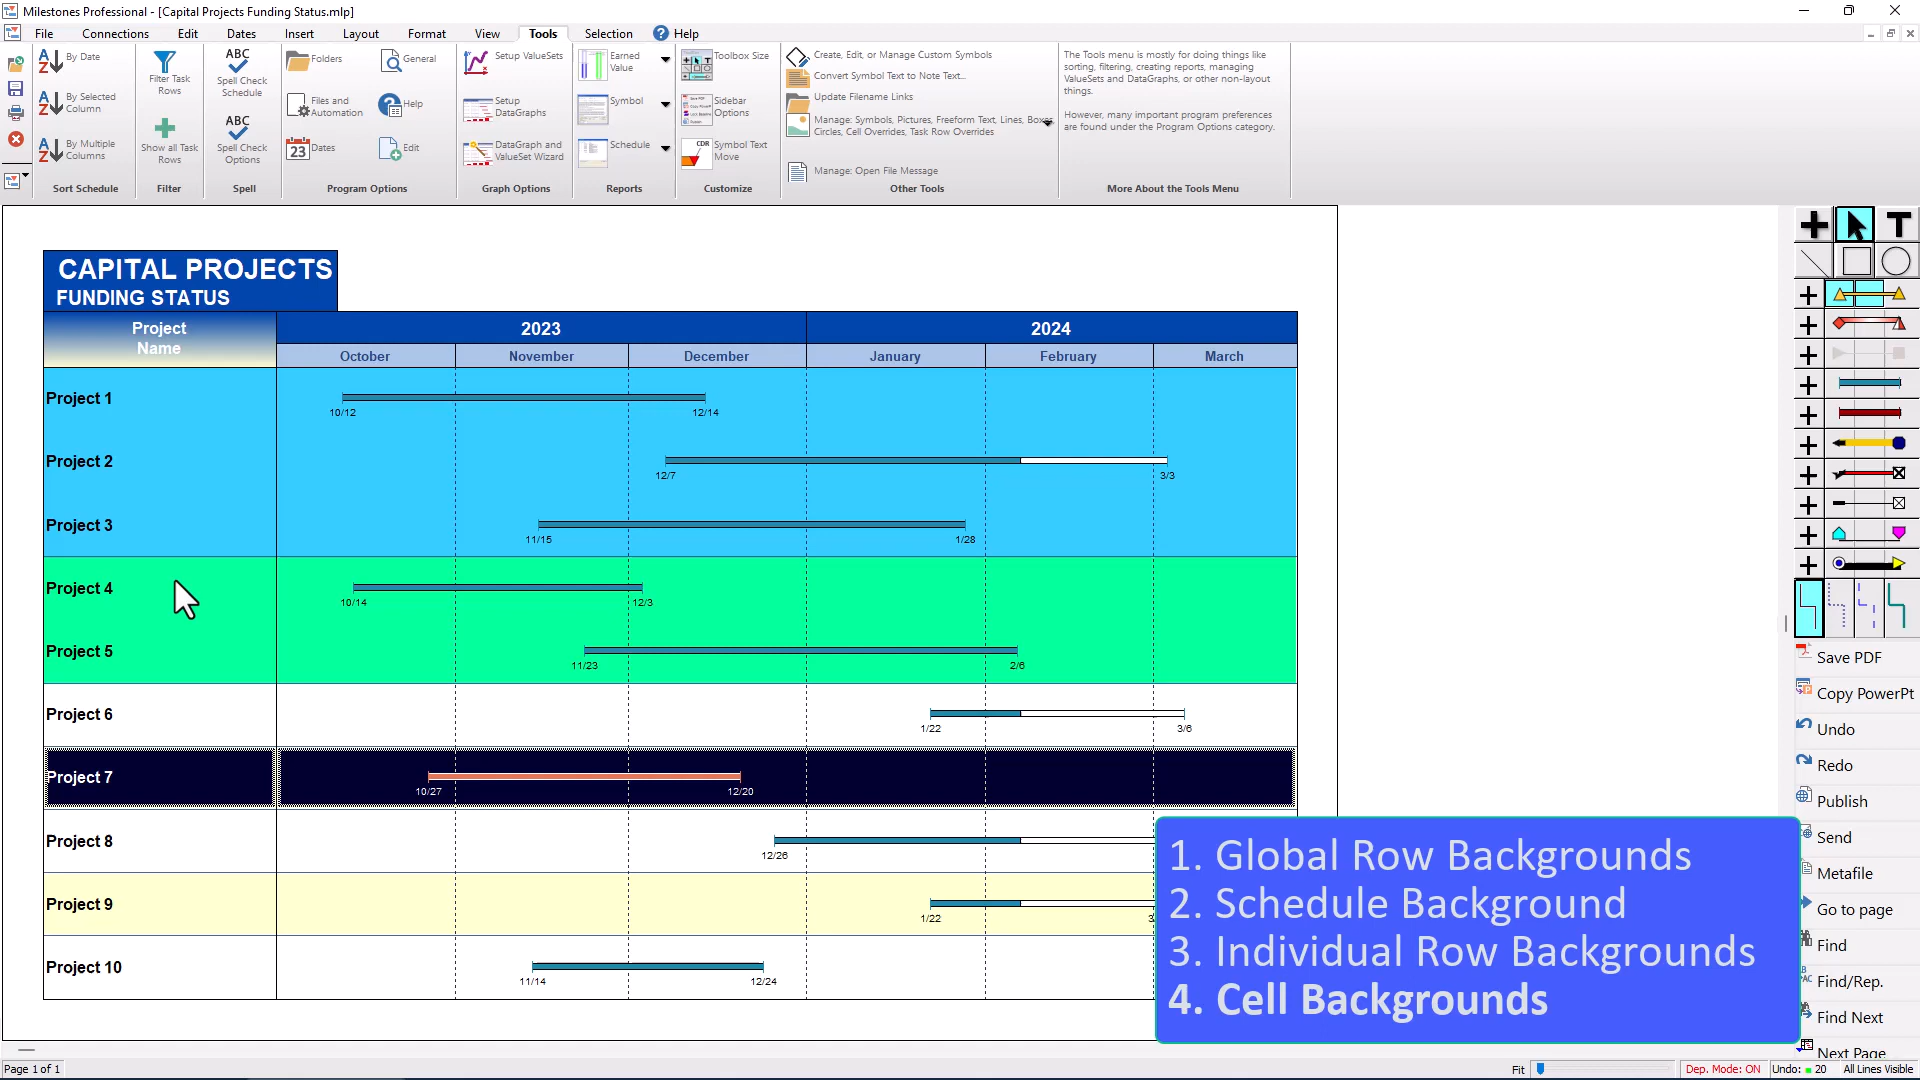 Milestones Professional - [Capital Projects Funding Status.mlp]
File Connections Edit Dates Insert Layout Format View Tools Selection Help
By Date
By Selected
Column
By Multiple
Columns
Sort Schedule
Filter Task
Rows
Show all Task
Rows
Filter
ABC
Spell Check
Schedule
ABC
Spell Check
Options
Spell
Folders
Files and
Automation
23
Dates
General
Help
Edit
Program Options
Setup ValueSets
Setup
DataGraphs
DataGraph and
ValueSet Wizard
Graph Options
Earned
Value
Symbol
Schedule
Reports
Toolbox Size
Sidebar
Options
CDR
Symbol Text
Move
Customize
Create, Edit, or Manage Custom Symbols
Convert Symbol Text to Note Text...
Update Filename Links
Manage: Symbols, Pictures, Freeform Text, Lines, Boxes
Circles, Cell Overrides, Task Row Overrides
Manage: Open File Message
Other Tools
The Tools menu is mostly for doing things like
sorting, filtering, creating reports, managing
ValueSets and DataGraphs, or other non-layout
things.
However, many important program preferences
are found under the Program Options category.
More About the Tools Menu
CAPITAL PROJECTS
FUNDING STATUS
Project
Name
2023 2024
October November December January February March
Project 1
10/12 12/14
Project 2
12/7 3/3
Project 3
11/15 1/28
Project 4
10/14 12/3
Project 5
11/23 2/6
Project 6
1/22 3/6
Project 7
10/27 12/20
Project 8
12/26
Project 9
1/22 3
Project 10
11/14 12/24
1. Global Row Backgrounds
2. Schedule Background
3. Individual Row Backgrounds
4. Cell Backgrounds
T
Save PDF
Copy PowerPt
Undo
Redo
Publish
Send
Metafile
Go to page
Find
Find/Rep.
Find Next
Next Page
Page 1 of 1
Fit
Dep. Mode: ON
Undo: 20
All Lines Visible